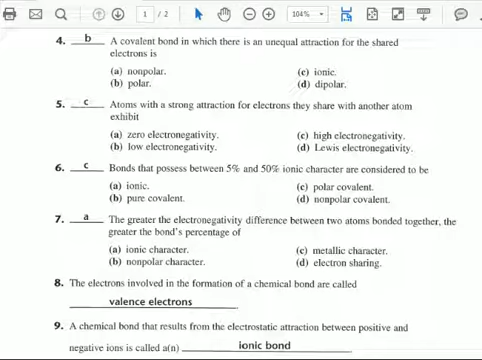 1 / 2 104%
4. b A covalent bond in which there is an unequal attraction for the shared
electrons is
(a) nonpolar. (c) ionic.
(b) polar. (d) dipolar.
5. c Atoms with a strong attraction for electrons they share with another atom
exhibit
(a) zero electronegativity. (c) high electronegativity.
(b) low electronegativity. (d) Lewis electronegativity.
6. c Bonds that possess between 5% and 50% ionic character are considered to be
(a) ionic. (c) polar covalent.
(b) pure covalent. (d) nonpolar covalent.
7. a The greater the electronegativity difference between two atoms bonded together, the
greater the bond's percentage of
(a) ionic character. (c) metallic character.
(b) nonpolar character. (d) electron sharing.
8. The electrons involved in the formation of a chemical bond are called
valence electrons
9. A chemical bond that results from the electrostatic attraction between positive and
negative ions is called a(n) ionic bond